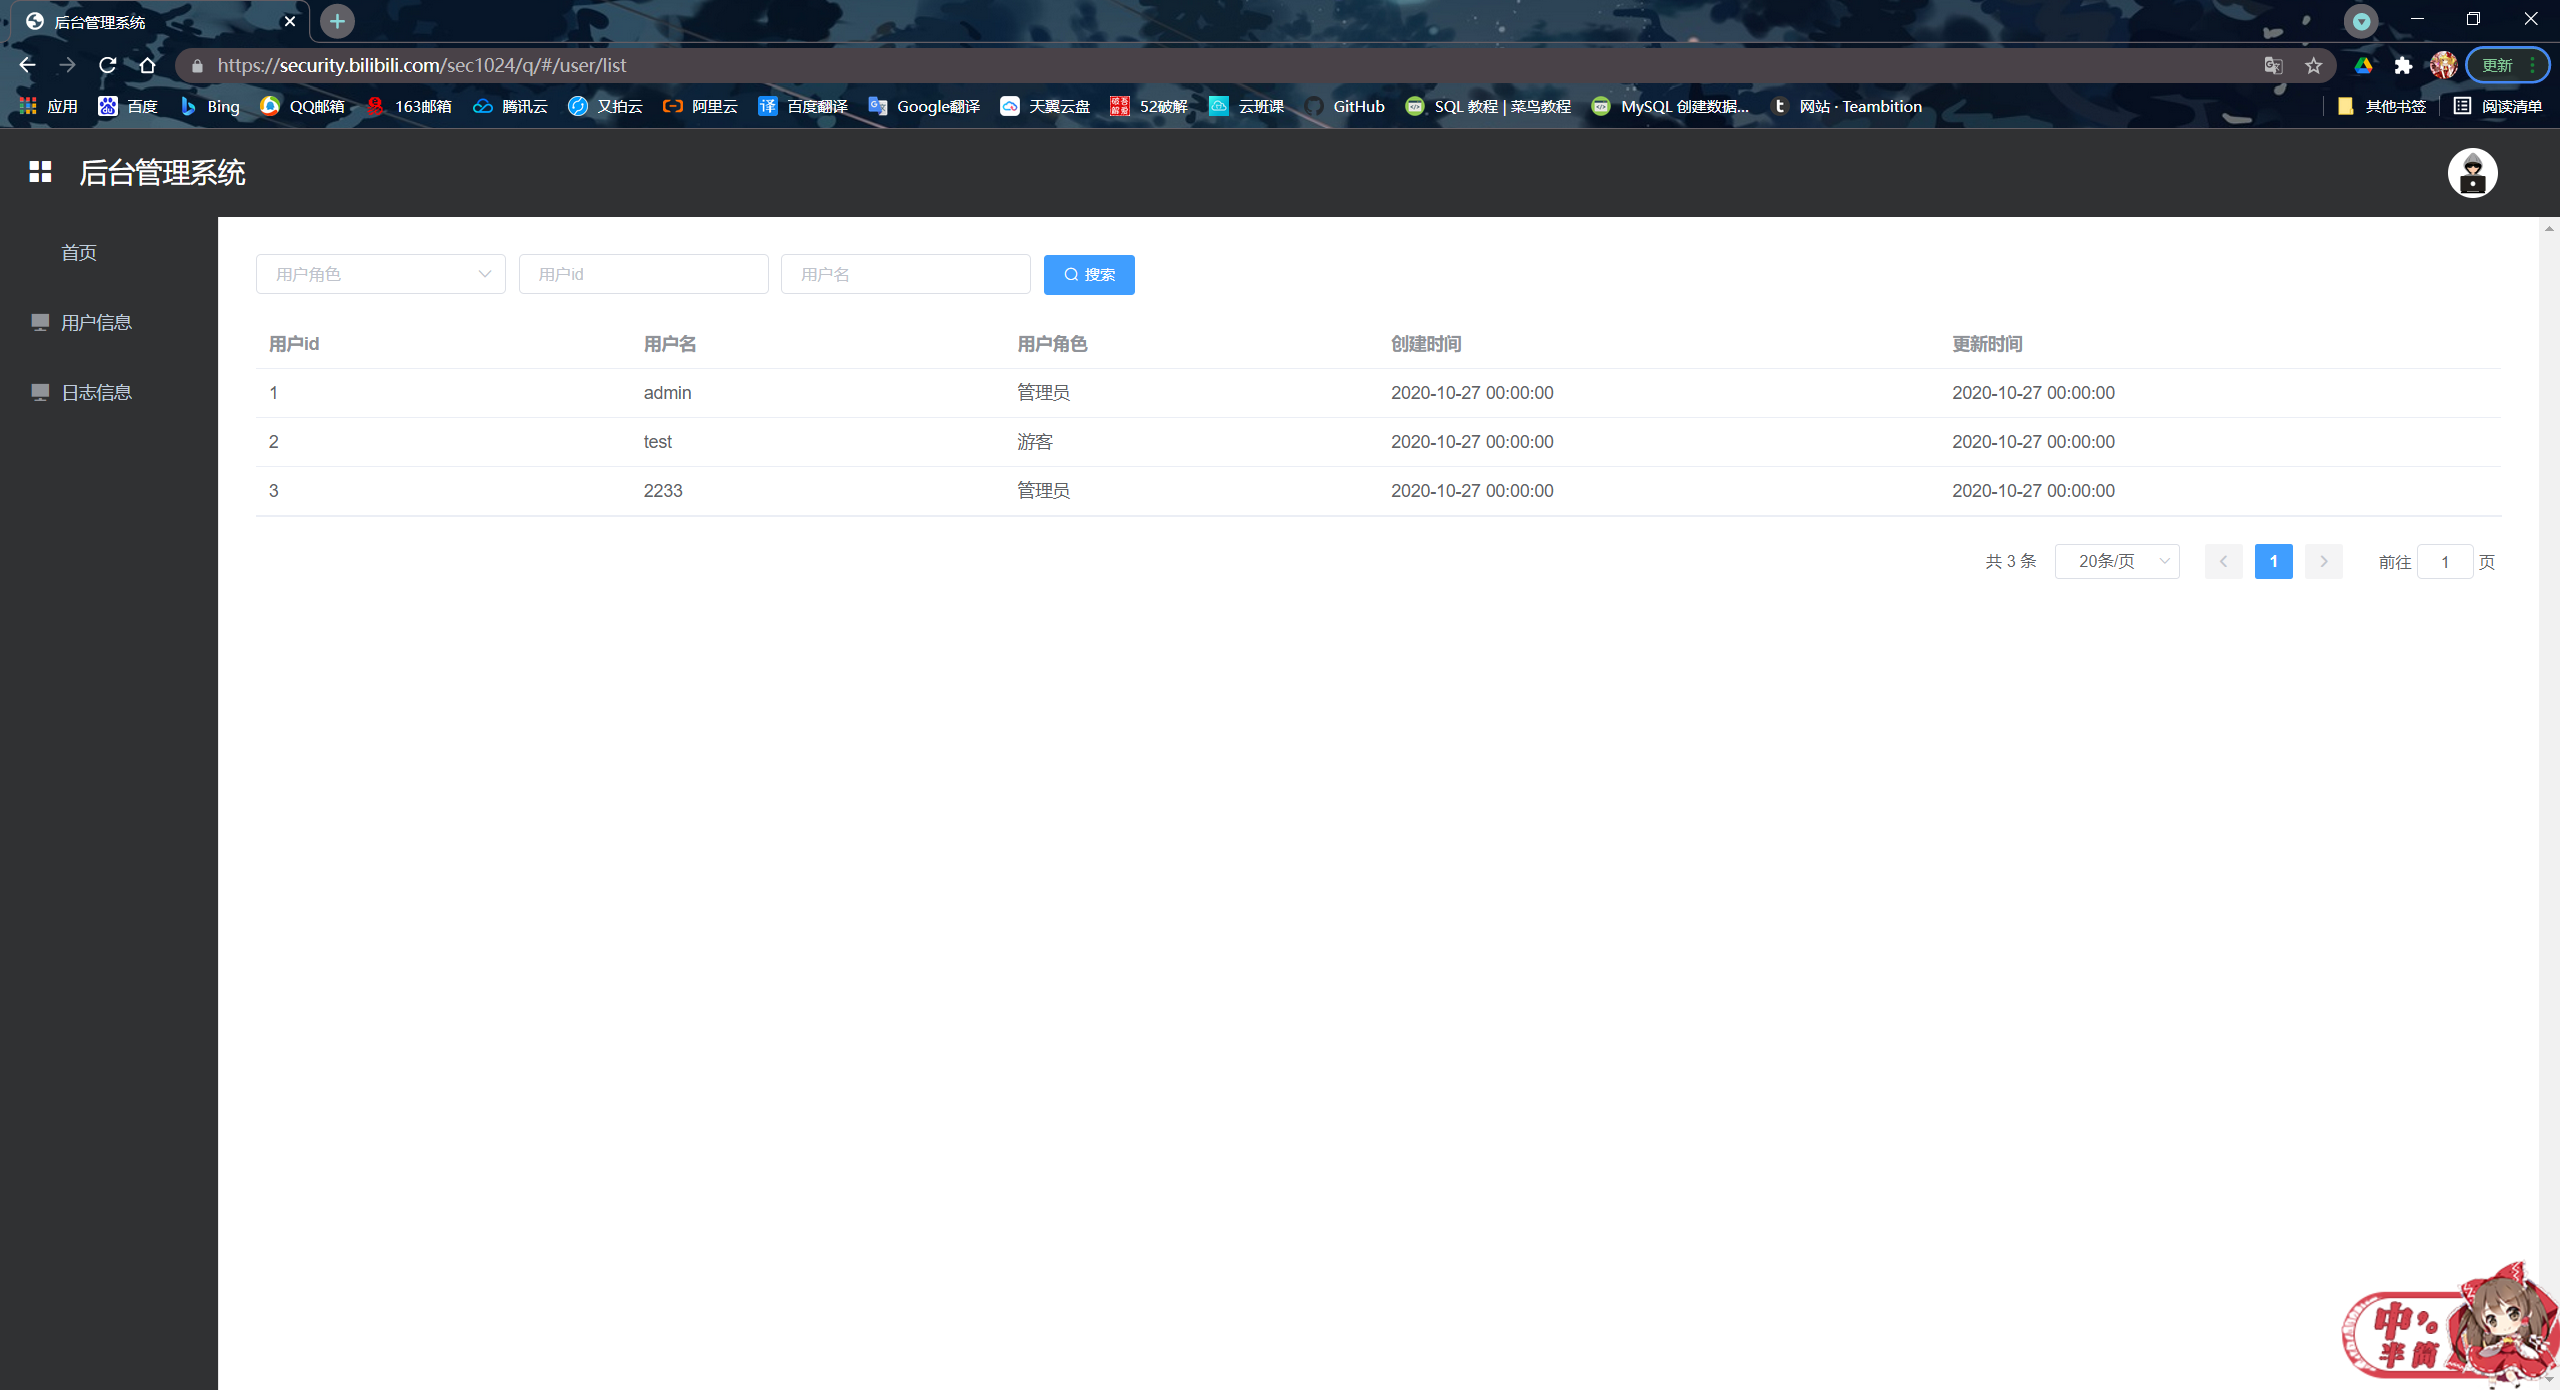 后台管理系统
https://security.bilibili.com/sec1024/q/#/user/list
更新
应用 百度 Bing QQ邮箱 163邮箱 腾讯云 又拍云 阿里云 百度翻译 Google翻译 天翼云盘 52破解 云班课 GitHub SQL 教程 | 菜鸟教程 MySQL 创建数据... 网站 · Teambition 其他书签 阅读清单
后台管理系统
首页
用户信息
日志信息
用户角色 用户id 用户名 搜索
用户id 用户名 用户角色 创建时间 更新时间
1 admin 管理员 2020-10-27 00:00:00 2020-10-27 00:00:00
2 test 游客 2020-10-27 00:00:00 2020-10-27 00:00:00
3 2233 管理员 2020-10-27 00:00:00 2020-10-27 00:00:00
共 3 条 20条/页 1 前往 1 页
中
半 简